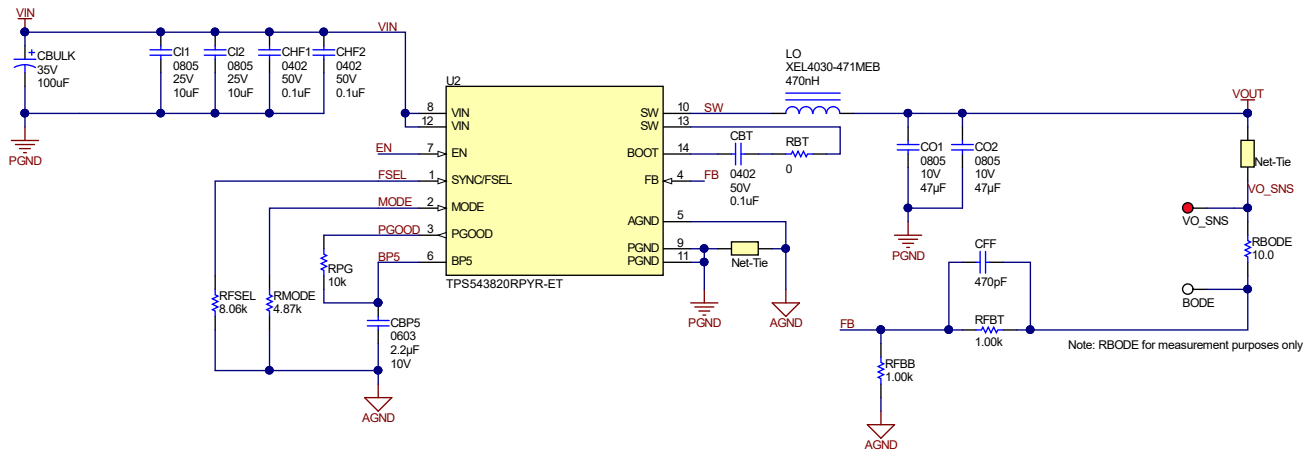 VIN
VIN
+
CBULK
35V
100uF
CI1
0805
25V
10uF
CI2
0805
25V
10uF
CHF1
0402
50V
0.1uF
CHF2
0402
50V
0.1uF
PGND
U2
8
VIN
12
VIN
EN
7
EN
FSEL
1
SYNC/FSEL
MODE
2
MODE
PGOOD
3
PGOOD
BP5
6
BP5
SW
10
SW
SW
13
BOOT
14
FB
4
FB
AGND
5
PGND
9
PGND
11
TPS543820RPYR-ET
RFSEL
8.06k
RMODE
4.87k
RPG
10k
CBP5
0603
2.2µF
10V
AGND
LO
XEL4030-471MEB
470nH
CBT
0402
50V
0.1uF
RBT
0
Net-Tie
PGND
AGND
CO1
0805
10V
47µF
CO2
0805
10V
47µF
PGND
VOUT
Net-Tie
VO_SNS
VO_SNS
RBODE
10.0
BODE
CFF
470pF
FB
RFBT
1.00k
RFBB
1.00k
AGND
Note: RBODE for measurement purposes only